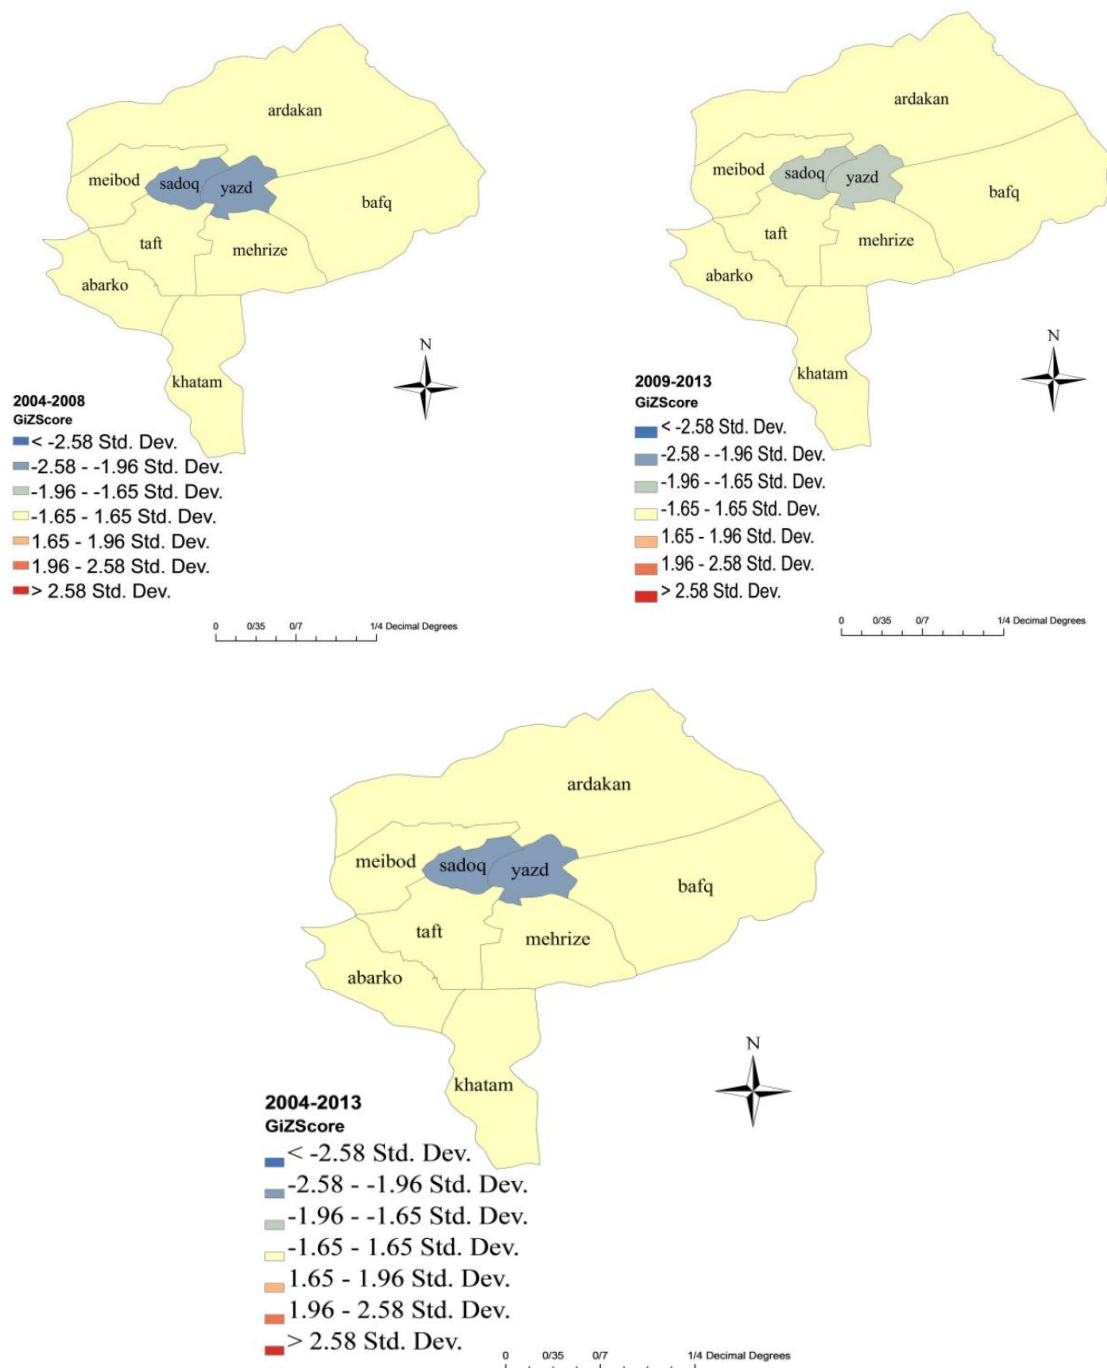 ardakan
meibod
sadoq
yazd
bafq
taft
mehrize
abarko
khatam
N
2004-2008
GiZScore
< -2.58 Std. Dev.
-2.58 - -1.96 Std. Dev.
-1.96 - -1.65 Std. Dev.
-1.65 - 1.65 Std. Dev.
1.65 - 1.96 Std. Dev.
1.96 - 2.58 Std. Dev.
> 2.58 Std. Dev.
0 0/35 0/7 1/4 Decimal Degrees
ardakan
meibod
sadoq
yazd
bafq
taft
mehrize
abarko
khatam
N
2009-2013
GiZScore
< -2.58 Std. Dev.
-2.58 - -1.96 Std. Dev.
-1.96 - -1.65 Std. Dev.
-1.65 - 1.65 Std. Dev.
1.65 - 1.96 Std. Dev.
1.96 - 2.58 Std. Dev.
> 2.58 Std. Dev.
0 0/35 0/7 1/4 Decimal Degrees
ardakan
meibod
sadoq
yazd
bafq
taft
mehrize
abarko
khatam
N
2004-2013
GiZScore
< -2.58 Std. Dev.
-2.58 - -1.96 Std. Dev.
-1.96 - -1.65 Std. Dev.
-1.65 - 1.65 Std. Dev.
1.65 - 1.96 Std. Dev.
1.96 - 2.58 Std. Dev.
> 2.58 Std. Dev.
0 0/35 0/7 1/4 Decimal Degrees